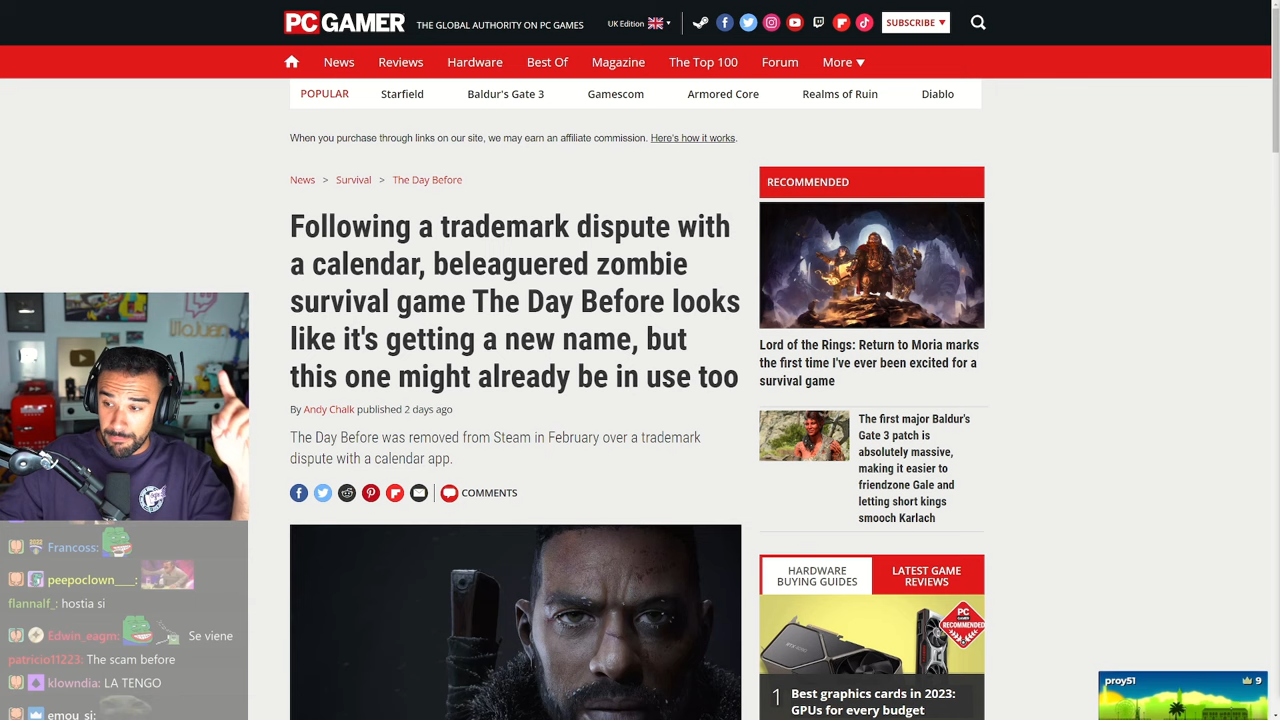 PC GAMER THE GLOBAL AUTHORITY ON PC GAMES
UK Edition
SUBSCRIBE
News Reviews Hardware Best Of Magazine The Top 100 Forum More
POPULAR Starfield Baldur's Gate 3 Gamescom Armored Core Realms of Ruin Diablo
When you purchase through links on our site, we may earn an affiliate commission. Here's how it works.
News > Survival > The Day Before
Following a trademark dispute with
a calendar, beleaguered zombie
survival game The Day Before looks
like it's getting a new name, but
this one might already be in use too
By Andy Chalk published 2 days ago
The Day Before was removed from Steam in February over a trademark
dispute with a calendar app.
COMMENTS
RECOMMENDED
Lord of the Rings: Return to Moria marks
the first time I've ever been excited for a
survival game
The first major Baldur's
Gate 3 patch is
absolutely massive,
making it easier to
friendzone Gale and
letting short kings
smooch Karlach
HARDWARE
BUYING GUIDES
LATEST GAME
REVIEWS
PC
GAMER
RECOMMENDED
1 Best graphics cards in 2023:
GPUs for every budget
Francoss:
peepoclown___:
flannalf_: hostia si
Edwin_eagm: Se viene
patricio11223: The scam before
klowndia: LA TENGO
emou_si:
proy51 9